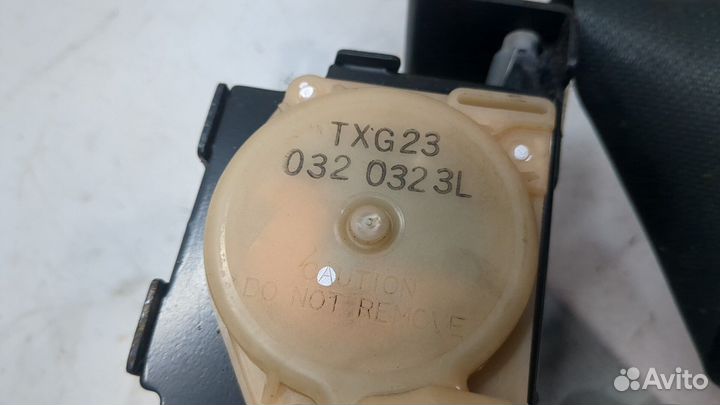 TXG23
032 0323L
A
CAUTION
DO NOT REMOVE
Avito